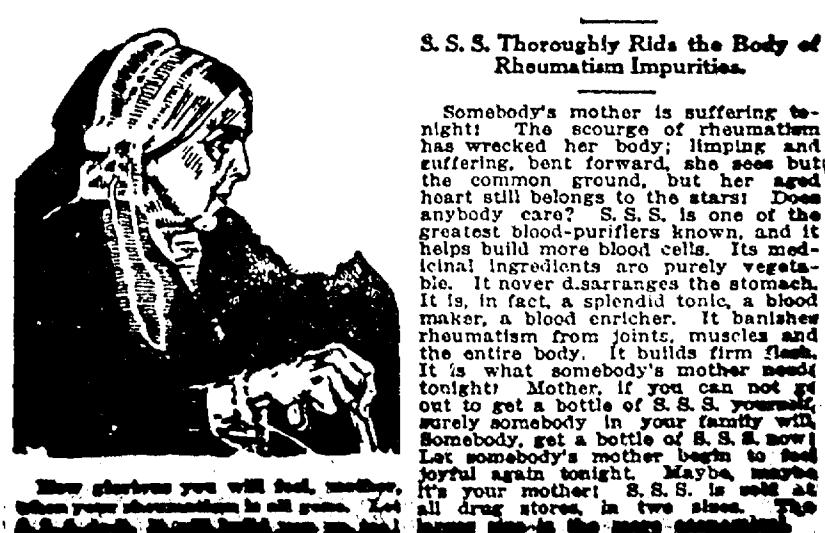 S. S. S. Thoroughly Rids the Body of
Rheumatism Impurities.
Somebody's mother is suffering to-
night! The scourge of rheumatism
has wrecked her body; limping and
suffering, bent forward, she sees but
the common ground, but her aged
heart still belongs to the stars! Does
anybody care? S. S. S. is one of the
greatest blood-purifiers known, and it
helps build more blood cells. Its med-
icinal ingredients are purely vegeta-
ble. It never d.sarranges the stomach.
It is, in fact, a splendid tonic, a blood
maker, a blood enricher. It banishes
rheumatism from joints, muscles and
the entire body. It builds firm flesh.
It is what somebody's mother needs
tonight! Mother, if you can not get
out to get a bottle of S. S. S. yourself,
surely somebody in your family will.
Somebody, get a bottle of S. S. S. now!
Let somebody's mother begin to feel
joyful again tonight. Maybe, maybe
it's your mother! S. S. S. is sold at
all drug stores, in two sizes. The
larger size is the more economical.
How glorious you will feel, mother,
when your rheumatism is all gone. Let